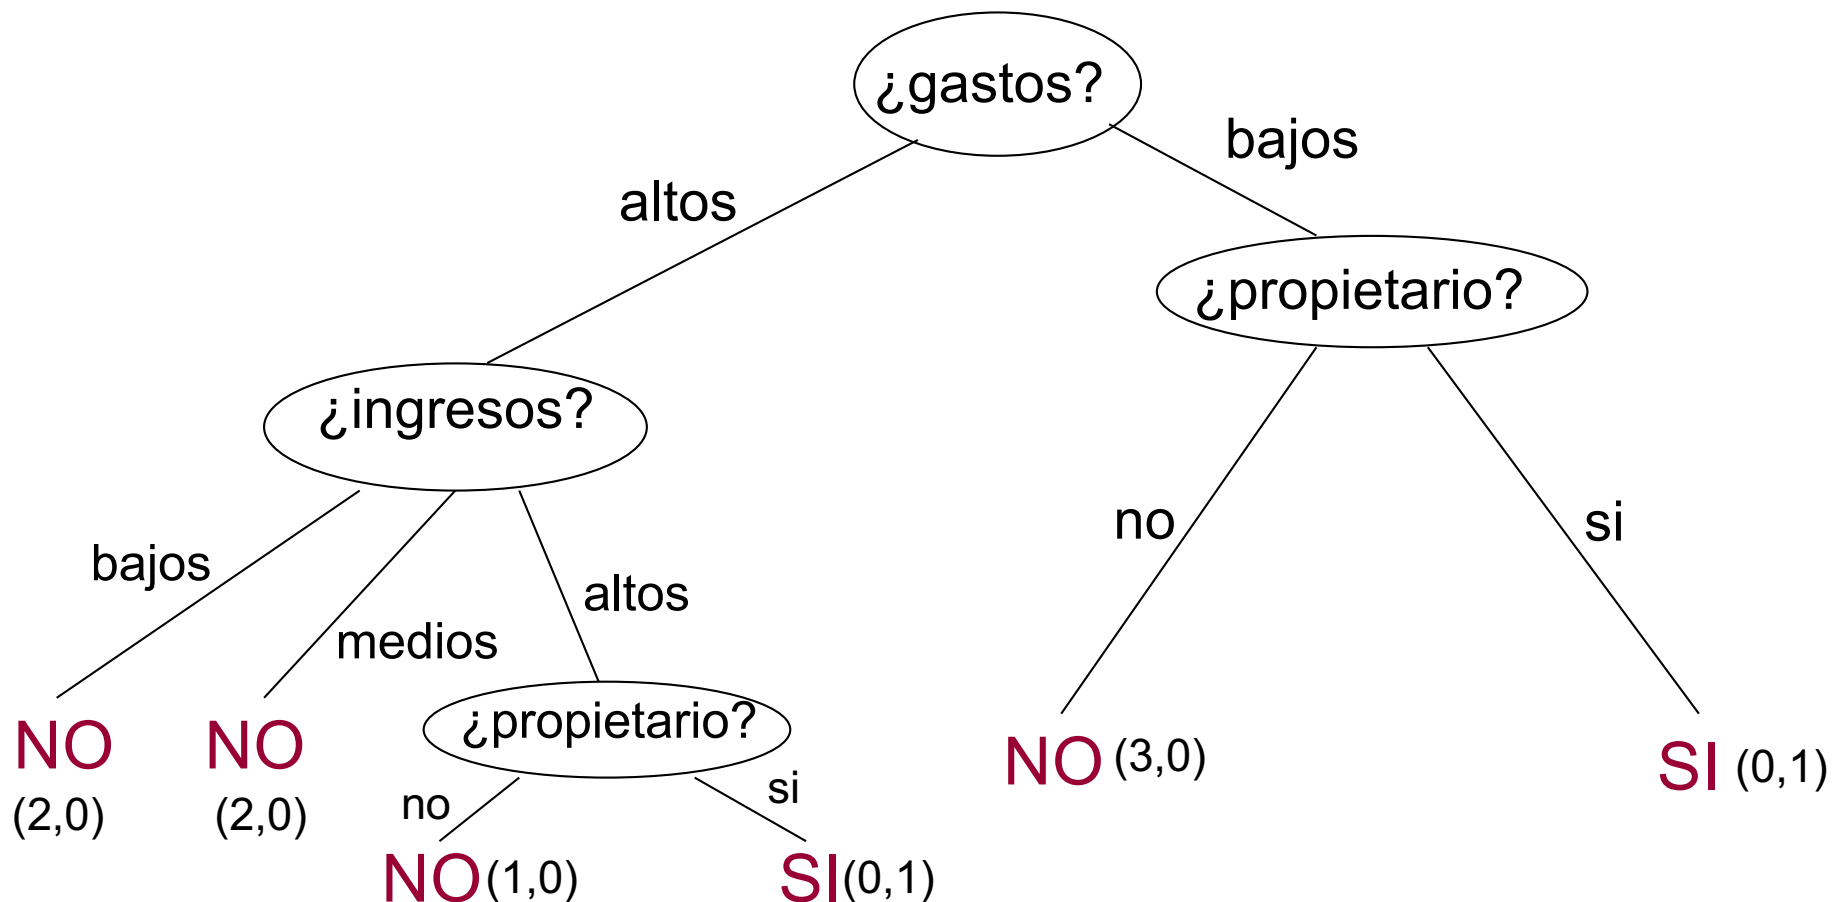 ¿gastos?
altos
bajos
¿propietario?
¿ingresos?
no
si
bajos
medios
altos
¿propietario?
NO
(2,0)
NO
(2,0)
no
si
NO (1,0)
SI (0,1)
NO (3,0)
SI (0,1)